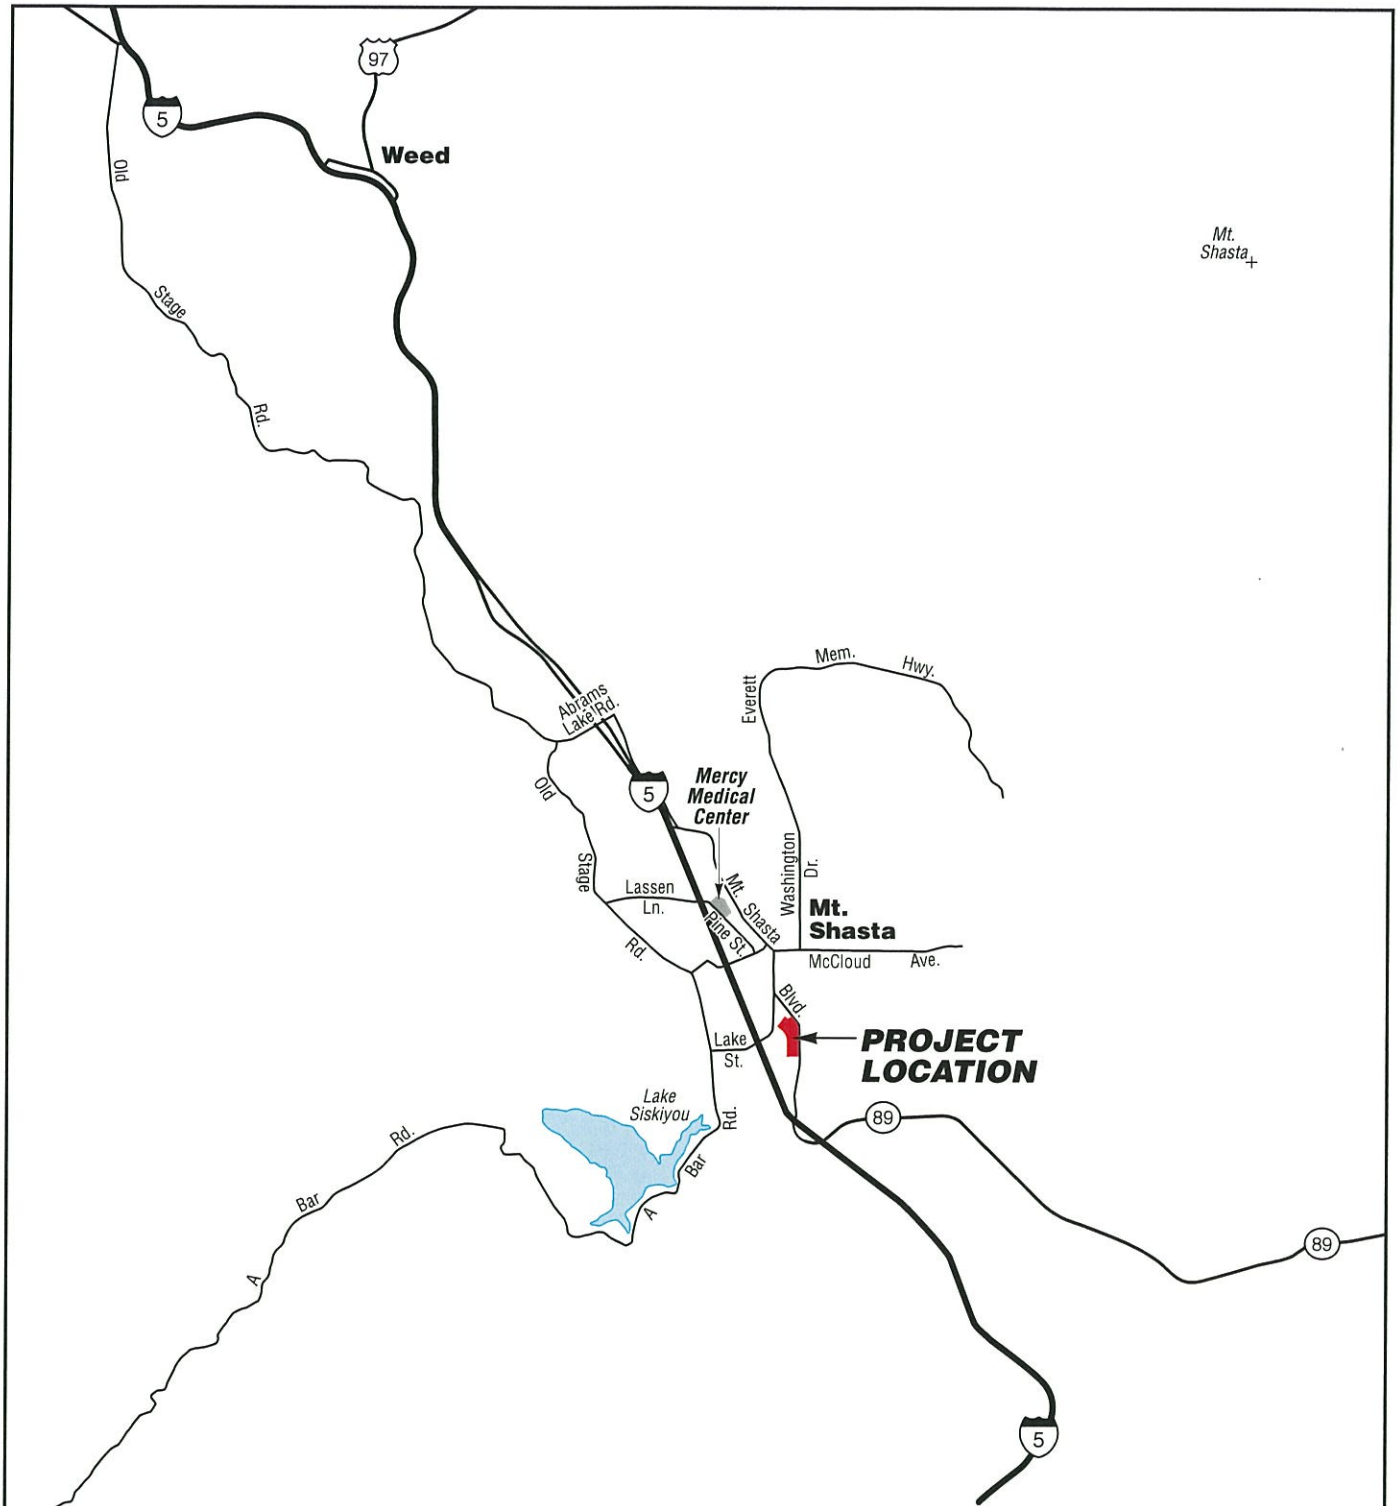 97
5
Weed
Old
Mt.
Shasta
Stage
Rd.
Mem.
Hwy.
Everett
Abrams
Lake Rd.
Old
5
Mercy
Medical
Center
Washington
Dr.
Stage
Lassen
Ln.
Mt.
Shasta
Pine St.
Mt.
Shasta
Rd.
McCloud
Ave.
Blvd.
Lake
St.
PROJECT
LOCATION
Lake
Siskiyou
Rd.
89
Rd.
Bar
Bar
A
89
A
5